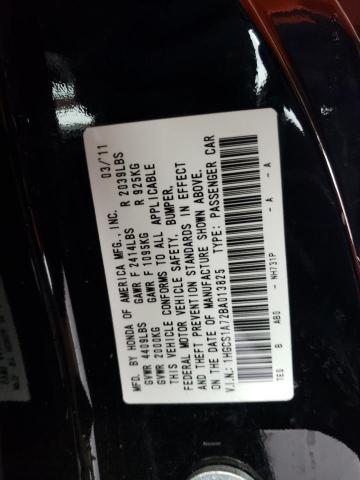 MFD. BY HONDA OF AMERICA MFG., INC. 03/'11
GVWR 4409LBS GAWR F 2414LBS R 2039LBS
GVWR 2000KG GAWR F 1095KG R 925KG
THIS VEHICLE CONFORMS TO ALL APPLICABLE
FEDERAL MOTOR VEHICLE SAFETY, BUMPER,
AND THEFT PREVENTION STANDARDS IN EFFECT
ON THE DATE OF MANUFACTURE SHOWN ABOVE.
V.I.N.: 1HGCS1A72BA013825 TYPE: PASSENGER CAR
TE0 B AB0 - NH731P - A - A